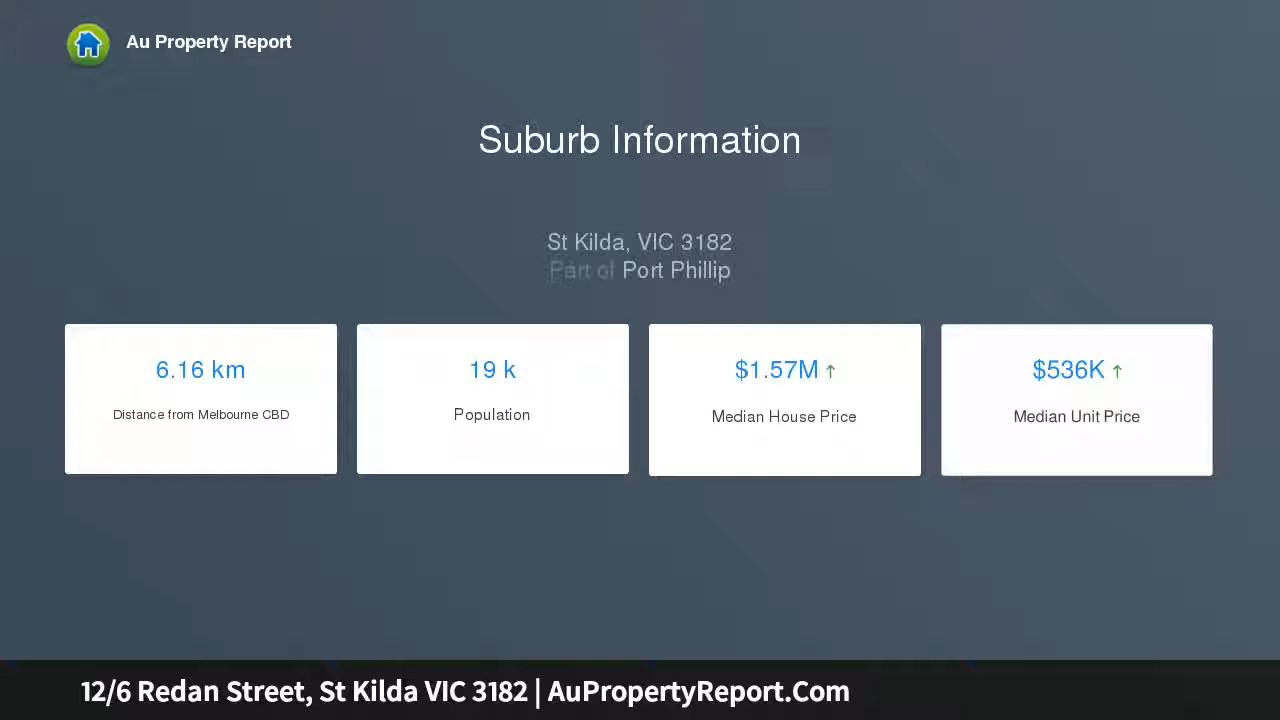 Au Property Report
Suburb Information
St Kilda, VIC 3182
Part of Port Phillip
6.16 km
Distance from Melbourne CBD
19 k
Population
$1.57M ↑
Median House Price
$536K ↑
Median Unit Price
12/6 Redan Street, St Kilda VIC 3182 | AuPropertyReport.Com